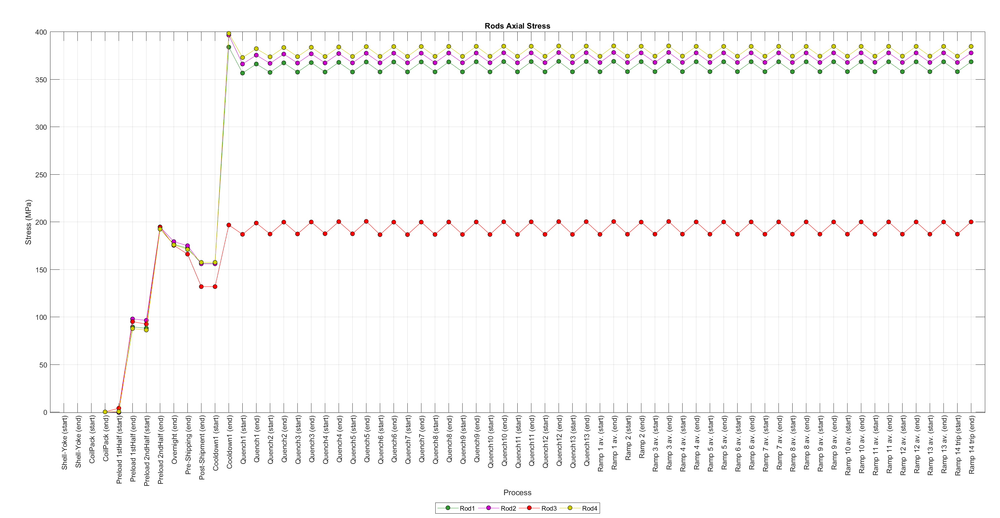 Rods Axial Stress
400
350
300
250
200
150
100
50
0
Stress (MPa)
Shell-Yoke (start)
Shell-Yoke (end)
CoilPack (start)
CoilPack (end)
Preload 1stHalf (start)
Preload 1stHalf (end)
Preload 2ndHalf (start)
Preload 2ndHalf (end)
Overnight (end)
Pre-Shipping (end)
Post-Shipment (end)
Cooldown1 (start)
Cooldown1 (end)
Quench1 (start)
Quench1 (end)
Quench2 (start)
Quench2 (end)
Quench3 (start)
Quench3 (end)
Quench4 (start)
Quench4 (end)
Quench5 (start)
Quench5 (end)
Quench6 (start)
Quench6 (end)
Quench7 (start)
Quench7 (end)
Quench8 (start)
Quench8 (end)
Quench9 (start)
Quench9 (end)
Quench10 (start)
Quench10 (end)
Quench11 (start)
Quench11 (end)
Quench12 (start)
Quench12 (end)
Quench13 (start)
Quench13 (end)
Ramp 1 av. (start)
Ramp 1 av. (end)
Ramp 2 (start)
Ramp 2 (end)
Ramp 3 av. (start)
Ramp 3 av. (end)
Ramp 4 av. (start)
Ramp 4 av. (end)
Ramp 5 av. (start)
Ramp 5 av. (end)
Ramp 6 av. (start)
Ramp 6 av. (end)
Ramp 7 av. (start)
Ramp 7 av. (end)
Ramp 8 av. (start)
Ramp 8 av. (end)
Ramp 9 av. (start)
Ramp 9 av. (end)
Ramp 10 av. (start)
Ramp 10 av. (end)
Ramp 11 av. (start)
Ramp 11 av. (end)
Ramp 12 av. (start)
Ramp 12 av. (end)
Ramp 13 av. (start)
Ramp 13 av. (end)
Ramp 14 trip (start)
Ramp 14 trip (end)
Process
Rod1 Rod2 Rod3 Rod4